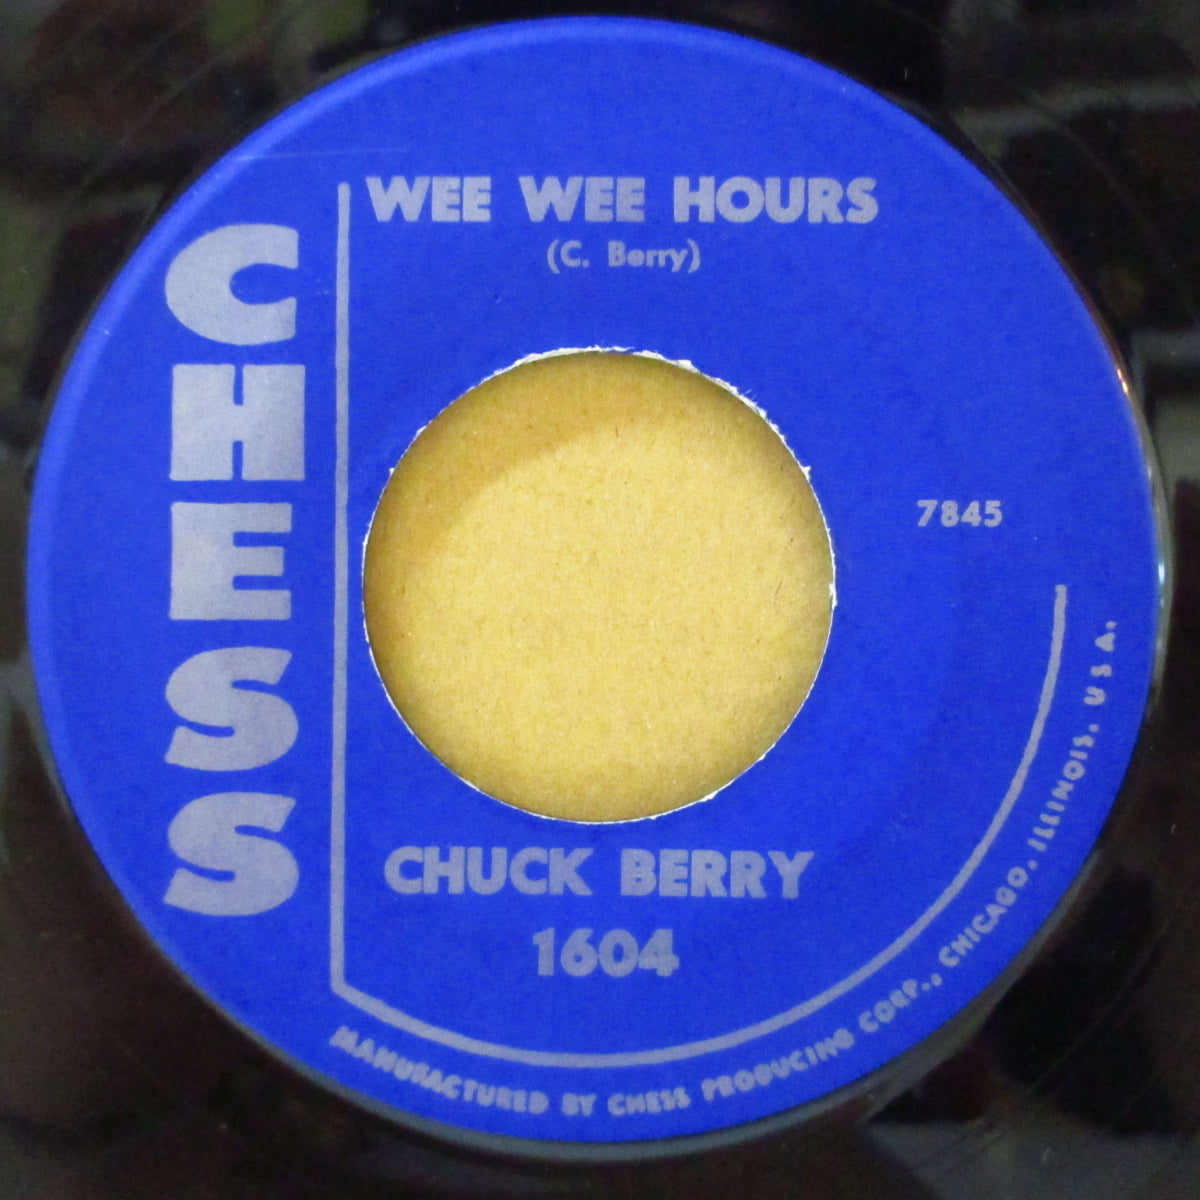 CHESS
WEE WEE HOURS
(C. Berry)
7845
CHUCK BERRY
1604
MANUFACTURED BY CHESS PRODUCING CORP., CHICAGO, ILLINOIS. U.S.A.